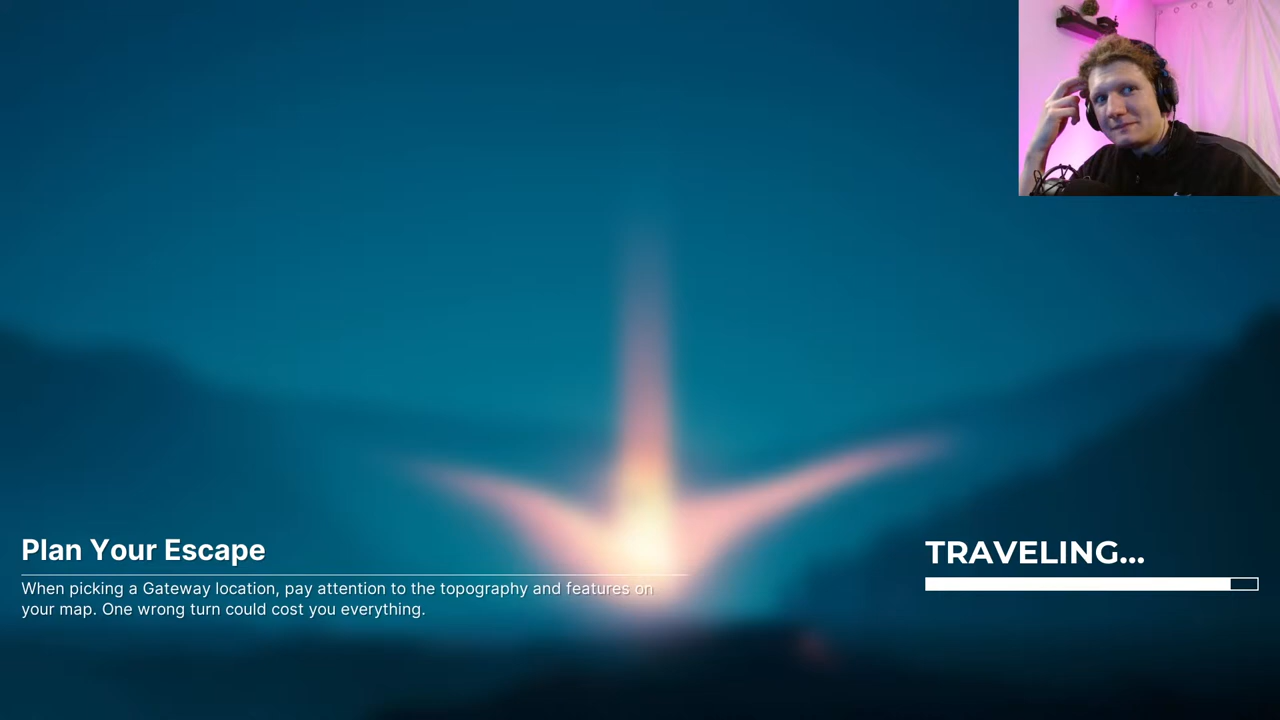 Plan Your Escape
When picking a Gateway location, pay attention to the topography and features on
your map. One wrong turn could cost you everything.
TRAVELING...